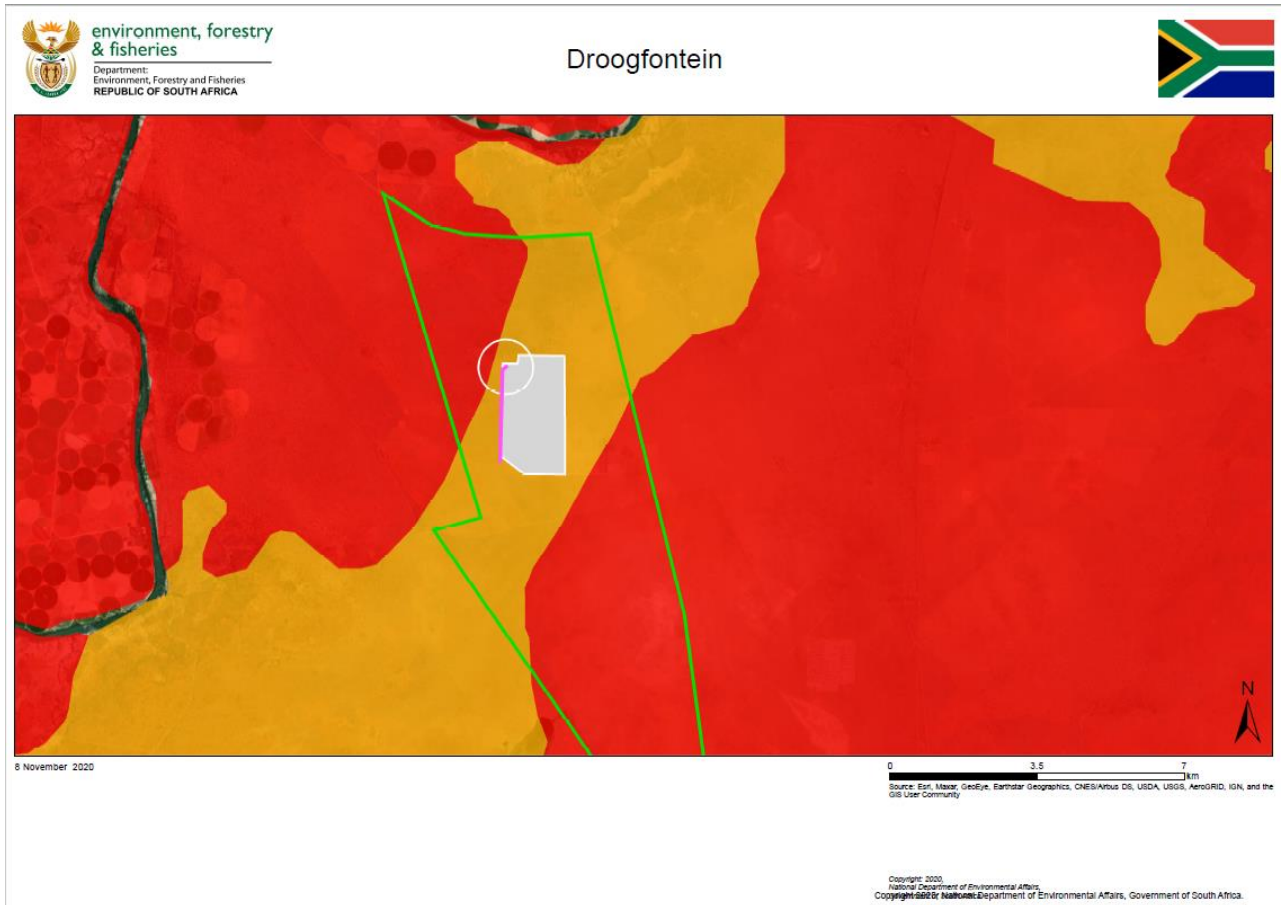 environment, forestry
& fisheries
Department:
Environment, Forestry and Fisheries
REPUBLIC OF SOUTH AFRICA
Droogfontein
N
8 November 2020
0 3.5 7
km
Source: Esri, Maxar, GeoEye, Earthstar Geographics, CNES/Airbus DS, USDA, USGS, AeroGRID, IGN, and the
GIS User Community
Copyright: 2020,
National Department of Environmental Affairs,
Department of Environmental Affairs, Government of South Africa.